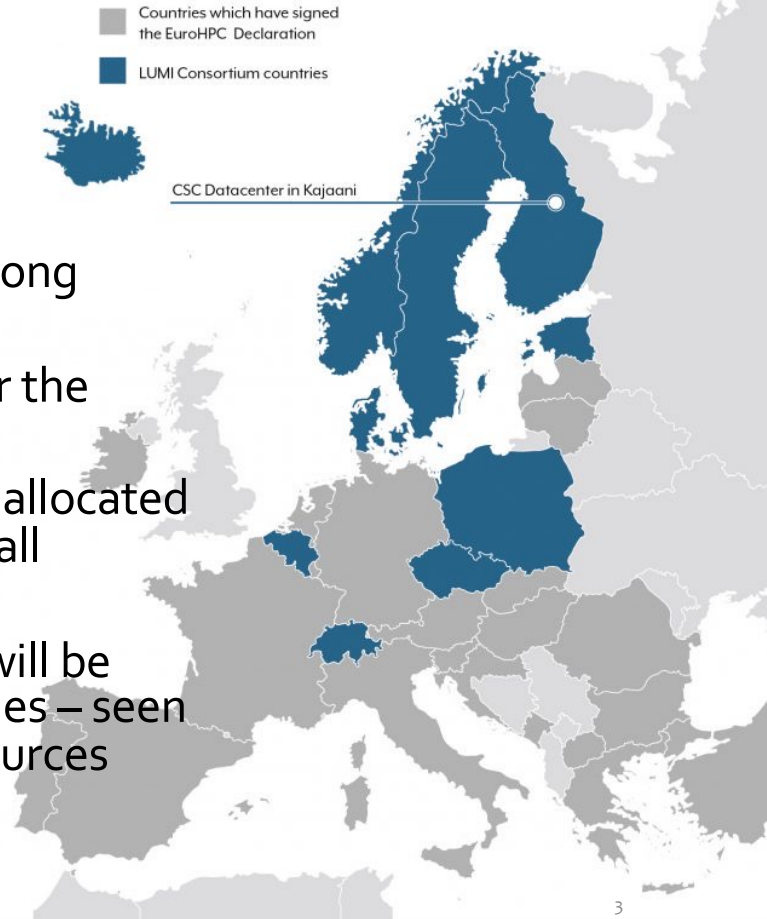 Countries which have signed
the EuroHPC Declaration
LUMI Consortium countries
CSC Datacenter in Kajaani
ong
r the
allocated
all
will be
es – seen
urces
3